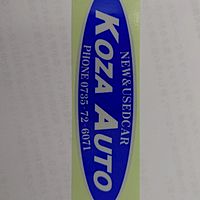 NEW&USEDCAR
KOZA AUTO
PHONE 0735-72-6071